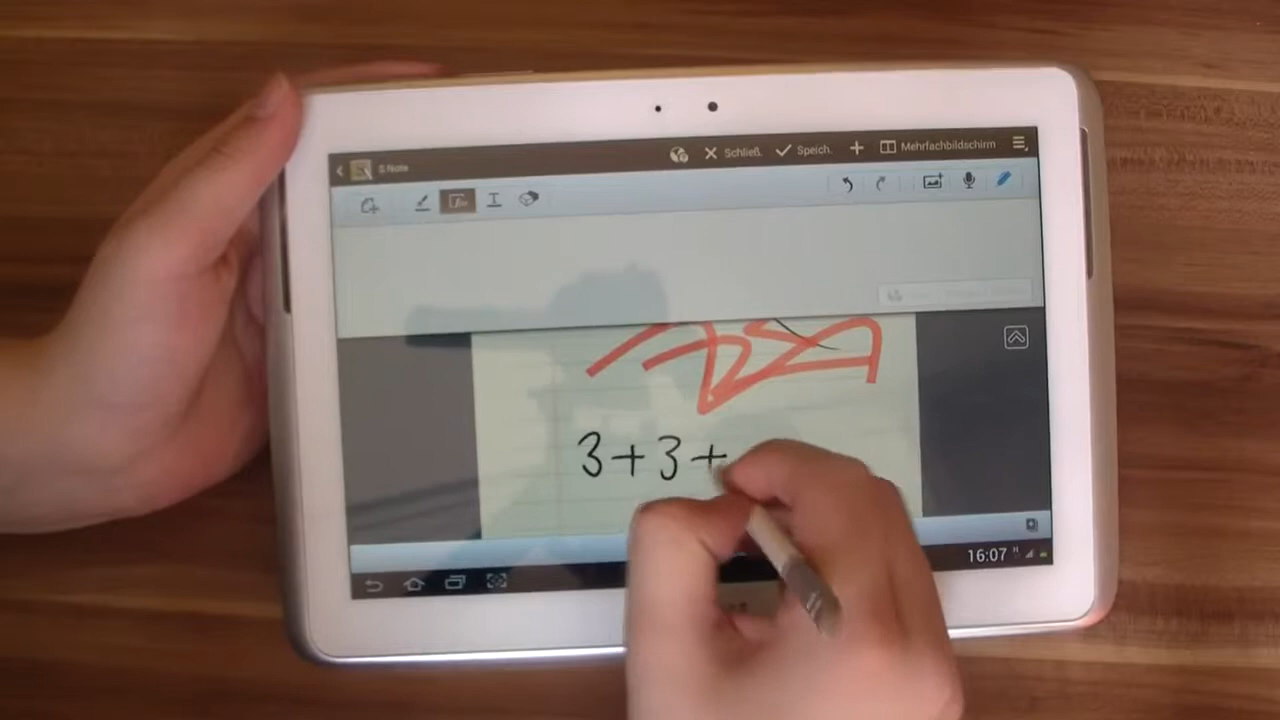 S Note
Schließ. Speich. + Mehrfachbildschirm
3+3+
16:07